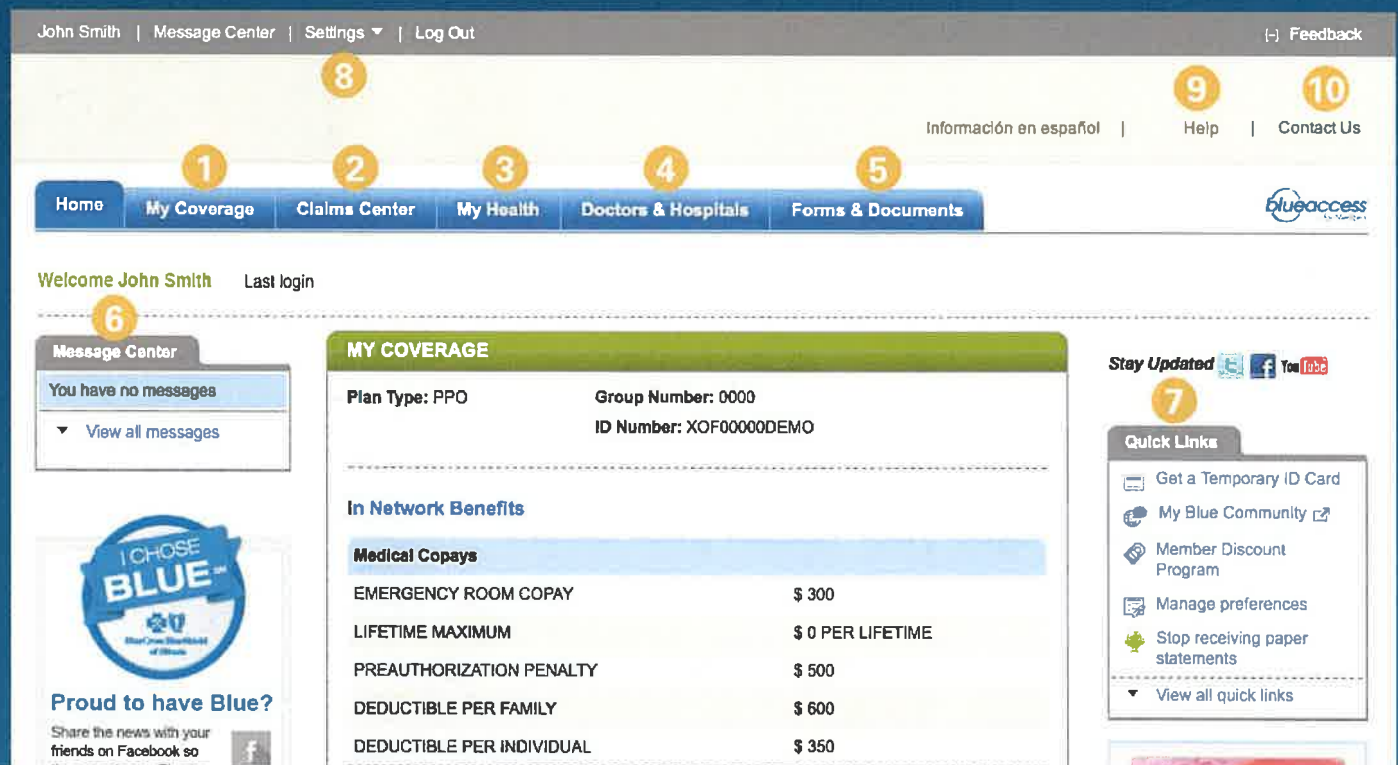 John Smith | Message Center | Settings ▼ | Log Out
[-] Feedback
8
9
10
Información en español | Help | Contact Us
1
2
3
4
5
Home
My Coverage
Claims Center
My Health
Doctors & Hospitals
Forms & Documents
blueaccess
Welcome John Smith Last login
6
Message Center
You have no messages
View all messages
I CHOSE
BLUE SM
BlueCross BlueShield
of Illinois
Proud to have Blue?
Share the news with your
friends on Facebook so
f
MY COVERAGE
Plan Type: PPO
Group Number: 0000
ID Number: XOF00000DEMO
In Network Benefits
Medical Copays
EMERGENCY ROOM COPAY $ 300
LIFETIME MAXIMUM $ 0 PER LIFETIME
PREAUTHORIZATION PENALTY $ 500
DEDUCTIBLE PER FAMILY $ 600
DEDUCTIBLE PER INDIVIDUAL $ 350
Stay Updated t f YouTube
7
Quick Links
Get a Temporary ID Card
My Blue Community
Member Discount
Program
Manage preferences
Stop receiving paper
statements
View all quick links